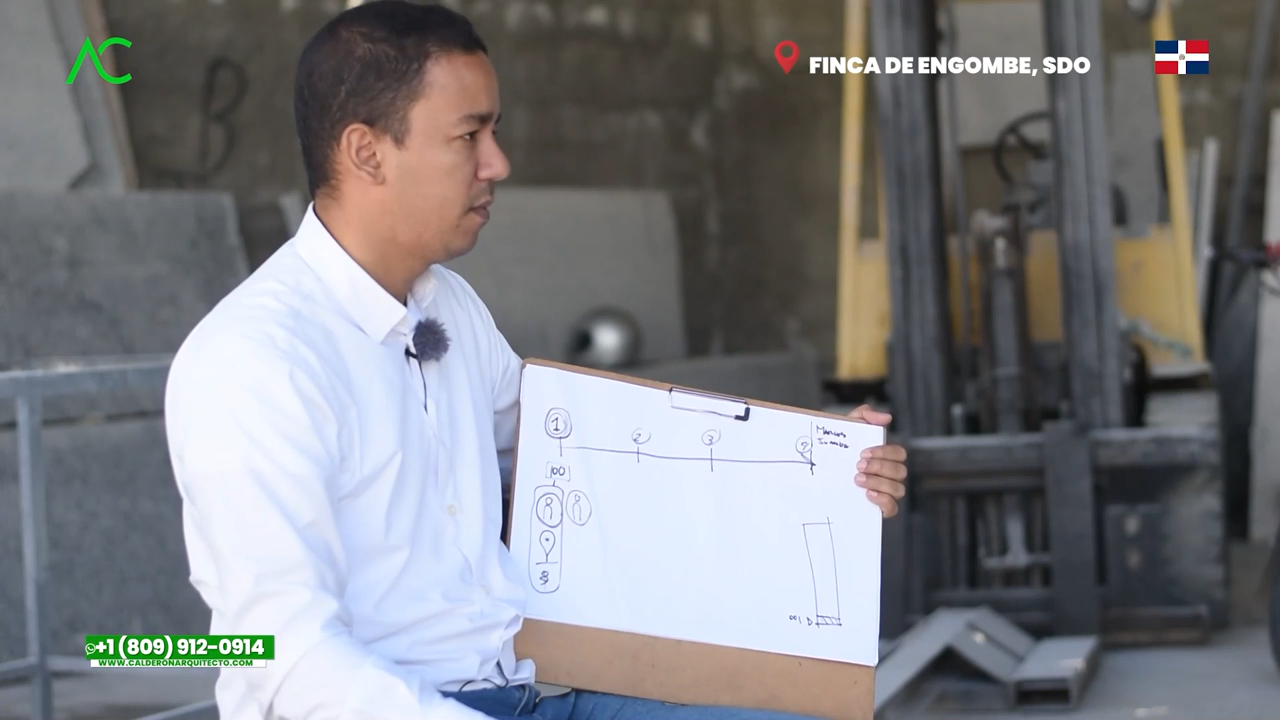 AC
FINCA DE ENGOMBE, SDO
B
1
2
3
100
$
+1 (809) 912-0914
WWW.CALDERONARQUITECTO.COM